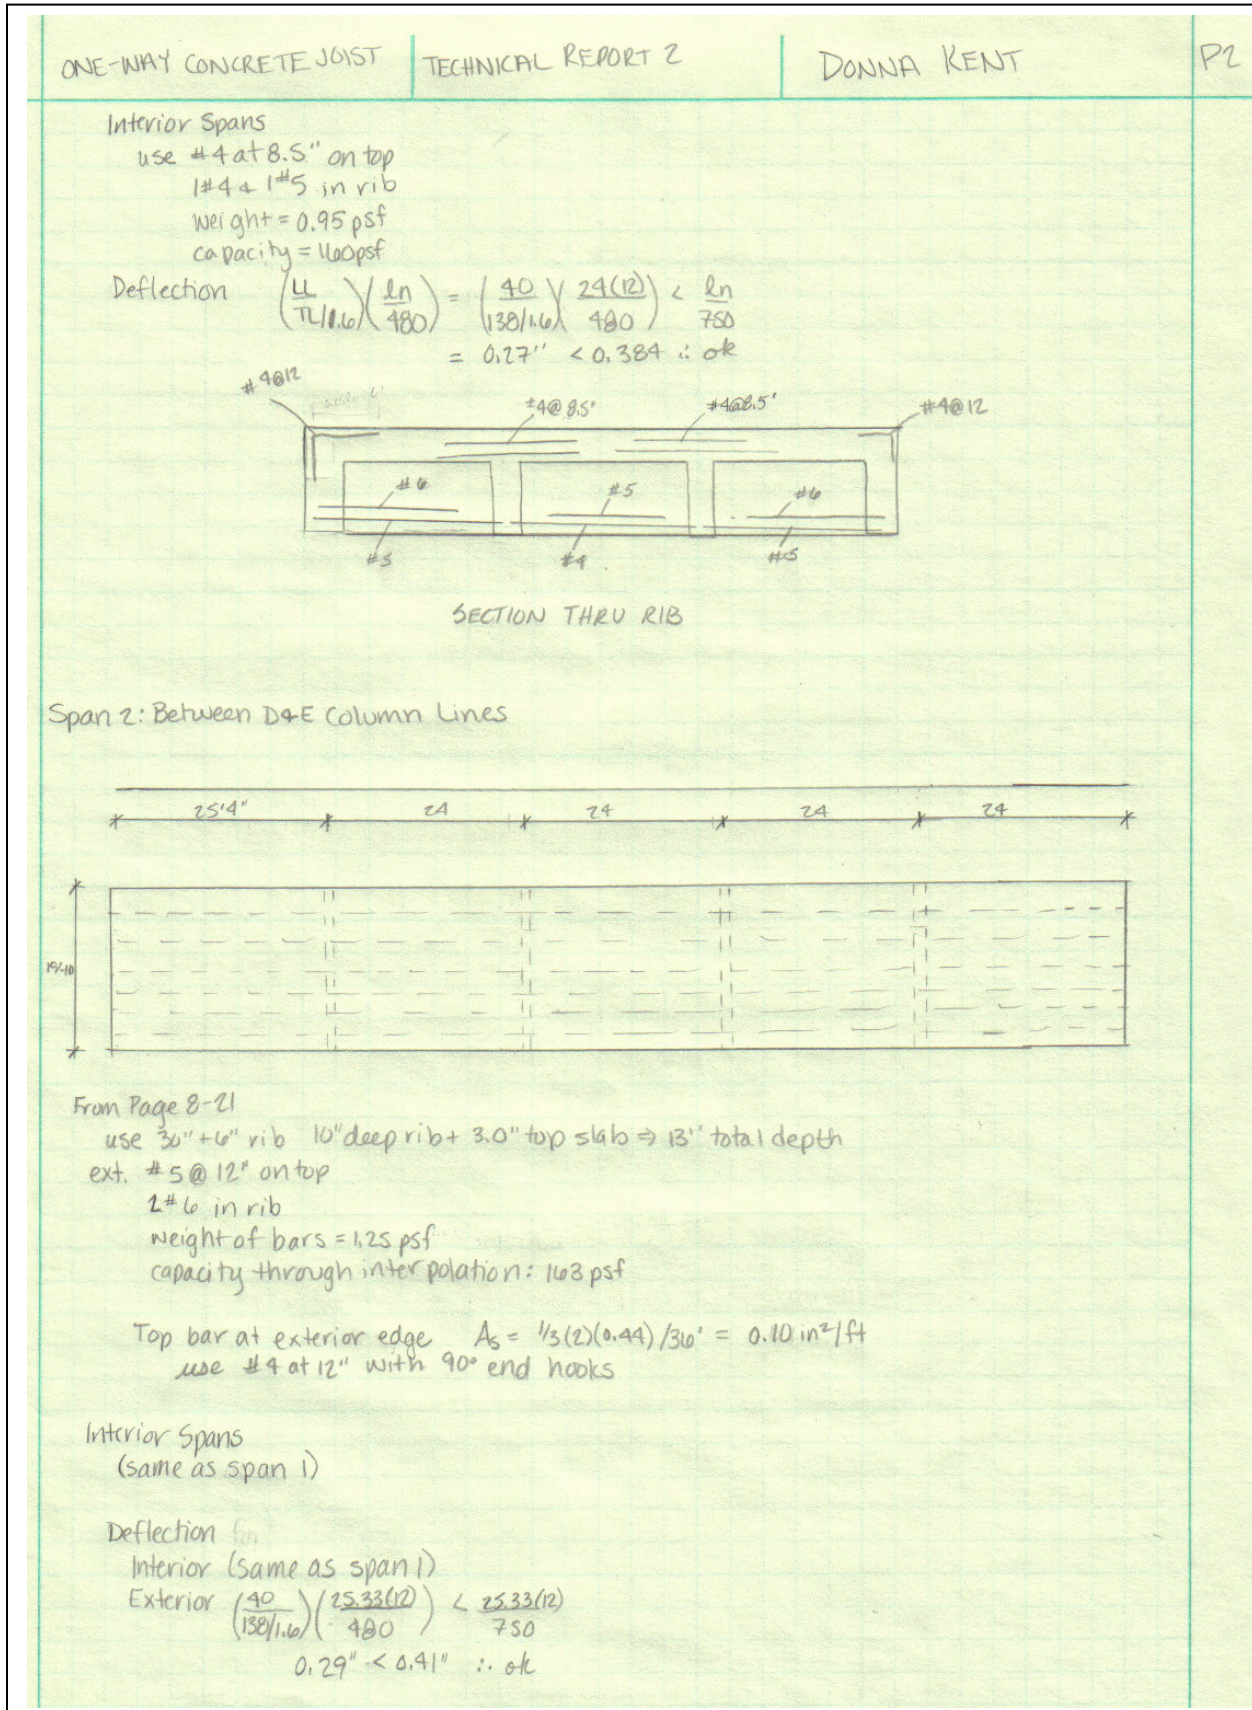 ONE-WAY CONCRETE JOIST
TECHNICAL REPORT 2
DONNA KENT
P2
Interior Spans
use #4 at 8.5" on top
1#4 & 1#5 in rib
weight = 0.95 psf
capacity = 160psf
Deflection (LL/(TL/1.6))(ln/480) = (40/(138/1.6))(24(12)/480) < ln/750
= 0.27" < 0.384 ∴ ok
#4@12
#4@8.5"
#4@8.5"
#4@12
#6
#5
#6
#5
#4
#5
SECTION THRU RIB
Span 2: Between D&E Column Lines
25'4" 24 24 24 24
From Page 8-21
use 30" + 6" rib 10" deep rib + 3.0" top slab ⇒ 13" total depth
ext. #5 @ 12" on top
2#6 in rib
weight of bars = 1.25 psf
capacity through interpolation: 163 psf
Top bar at exterior edge As = 1/3(2)(0.44)/36' = 0.10 in²/ft
use #4 at 12" with 90° end hooks
Interior Spans
(same as span 1)
Deflection
Interior (same as span 1)
Exterior (40/(138/1.6))(25.33(12)/480) < 25.33(12)/750
0.29" < 0.41" ∴ ok